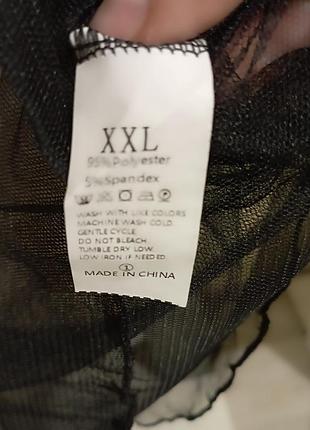 XXL
95% Polyester
5% Spandex
WASH WITH LIKE COLORS
MACHINE WASH COLD.
GENTLE CYCLE.
DO NOT BLEACH.
TUMBLE DRY LOW.
LOW IRON IF NEEDED.
1
MADE IN CHINA